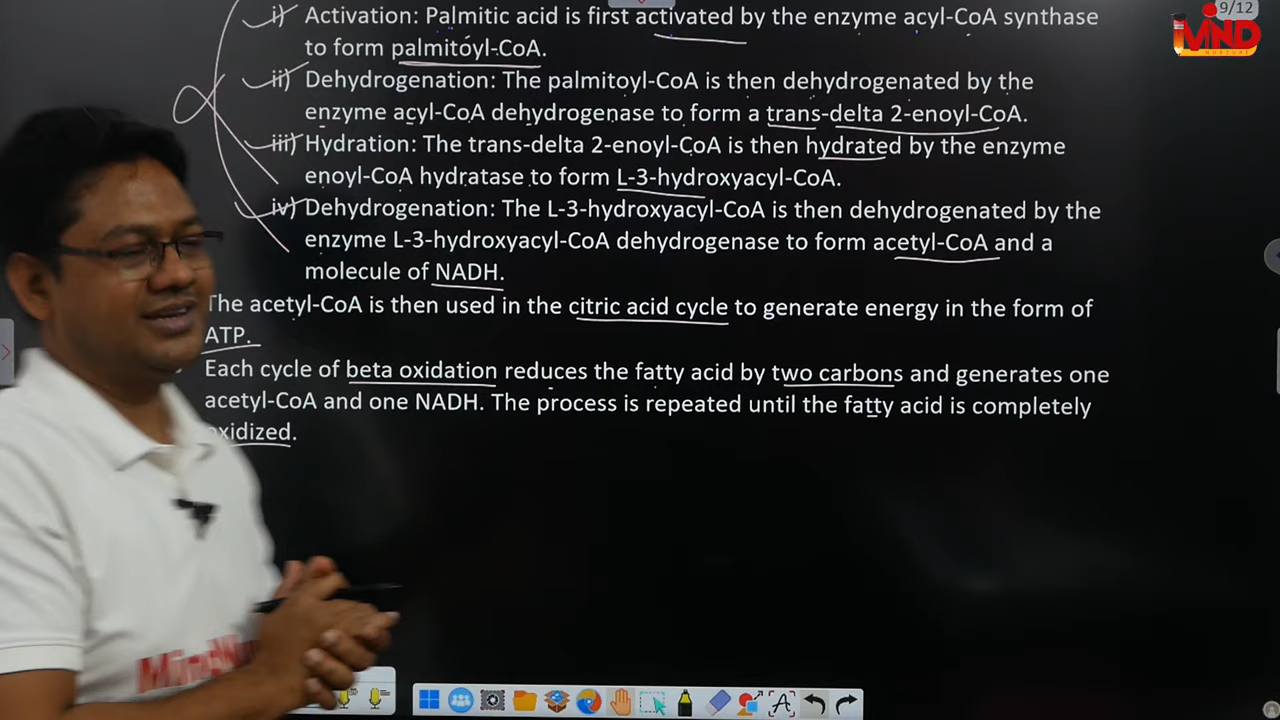 9/12
MIND
NURTURE
i) Activation: Palmitic acid is first activated by the enzyme acyl-CoA synthase
to form palmitoyl-CoA.
ii) Dehydrogenation: The palmitoyl-CoA is then dehydrogenated by the
enzyme acyl-CoA dehydrogenase to form a trans-delta 2-enoyl-CoA.
iii) Hydration: The trans-delta 2-enoyl-CoA is then hydrated by the enzyme
enoyl-CoA hydratase to form L-3-hydroxyacyl-CoA.
iv) Dehydrogenation: The L-3-hydroxyacyl-CoA is then dehydrogenated by the
enzyme L-3-hydroxyacyl-CoA dehydrogenase to form acetyl-CoA and a
molecule of NADH.
The acetyl-CoA is then used in the citric acid cycle to generate energy in the form of
ATP.
Each cycle of beta oxidation reduces the fatty acid by two carbons and generates one
acetyl-CoA and one NADH. The process is repeated until the fatty acid is completely
oxidized.